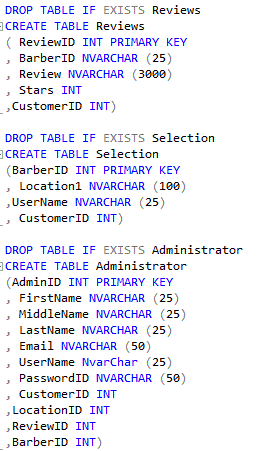 DROP TABLE IF EXISTS Reviews
CREATE TABLE Reviews
( ReviewID INT PRIMARY KEY
, BarberID NVARCHAR (25)
, Review NVARCHAR (3000)
, Stars INT
,CustomerID INT)
DROP TABLE IF EXISTS Selection
CREATE TABLE Selection
(BarberID INT PRIMARY KEY
, Location1 NVARCHAR (100)
,UserName NVARCHAR (25)
, CustomerID INT)
DROP TABLE IF EXISTS Administrator
CREATE TABLE Administrator
(AdminID INT PRIMARY KEY
, FirstName NVARCHAR (25)
, MiddleName NVARCHAR (25)
, LastName NVARCHAR (25)
, Email NVARCHAR (50)
, UserName NvarChar (25)
, PasswordID NVARCHAR (50)
, CustomerID INT
,LocationID INT
,ReviewID INT
,BarberID INT)